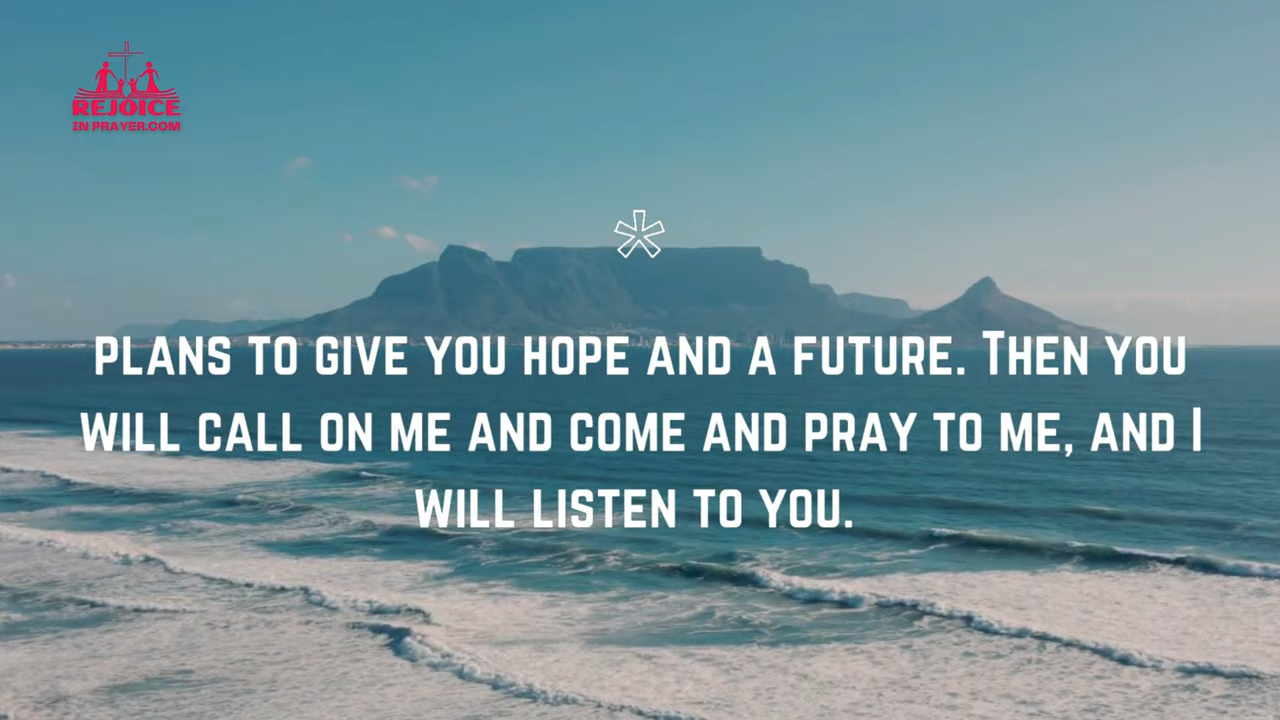 REJOICE
IN PRAYER.COM
PLANS TO GIVE YOU HOPE AND A FUTURE. THEN YOU
WILL CALL ON ME AND COME AND PRAY TO ME, AND I
WILL LISTEN TO YOU.